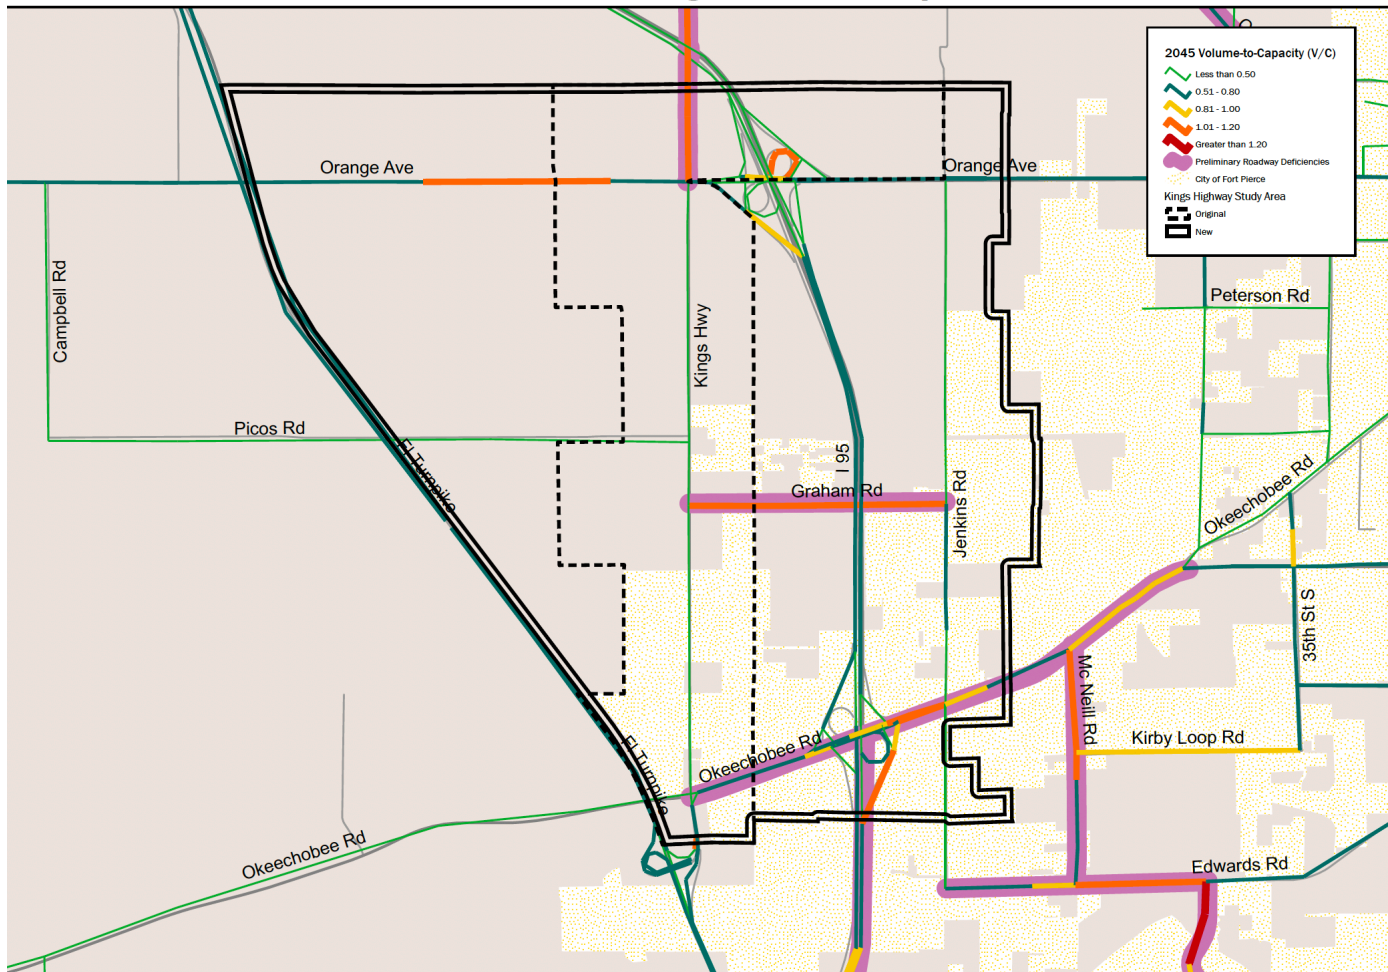 2045 Volume-to-Capacity (V/C)
Less than 0.50
0.51 - 0.80
0.81 - 1.00
1.01 - 1.20
Greater than 1.20
Preliminary Roadway Deficiencies
City of Fort Pierce
Kings Highway Study Area
Original
New
Orange Ave
Orange Ave
Campbell Rd
Kings Hwy
Peterson Rd
Picos Rd
Fl Turnpike
I 95
Graham Rd
Jenkins Rd
Okeechobee Rd
35th St S
Mc Neill Rd
Kirby Loop Rd
Okeechobee Rd
Fl Turnpike
Okeechobee Rd
Edwards Rd